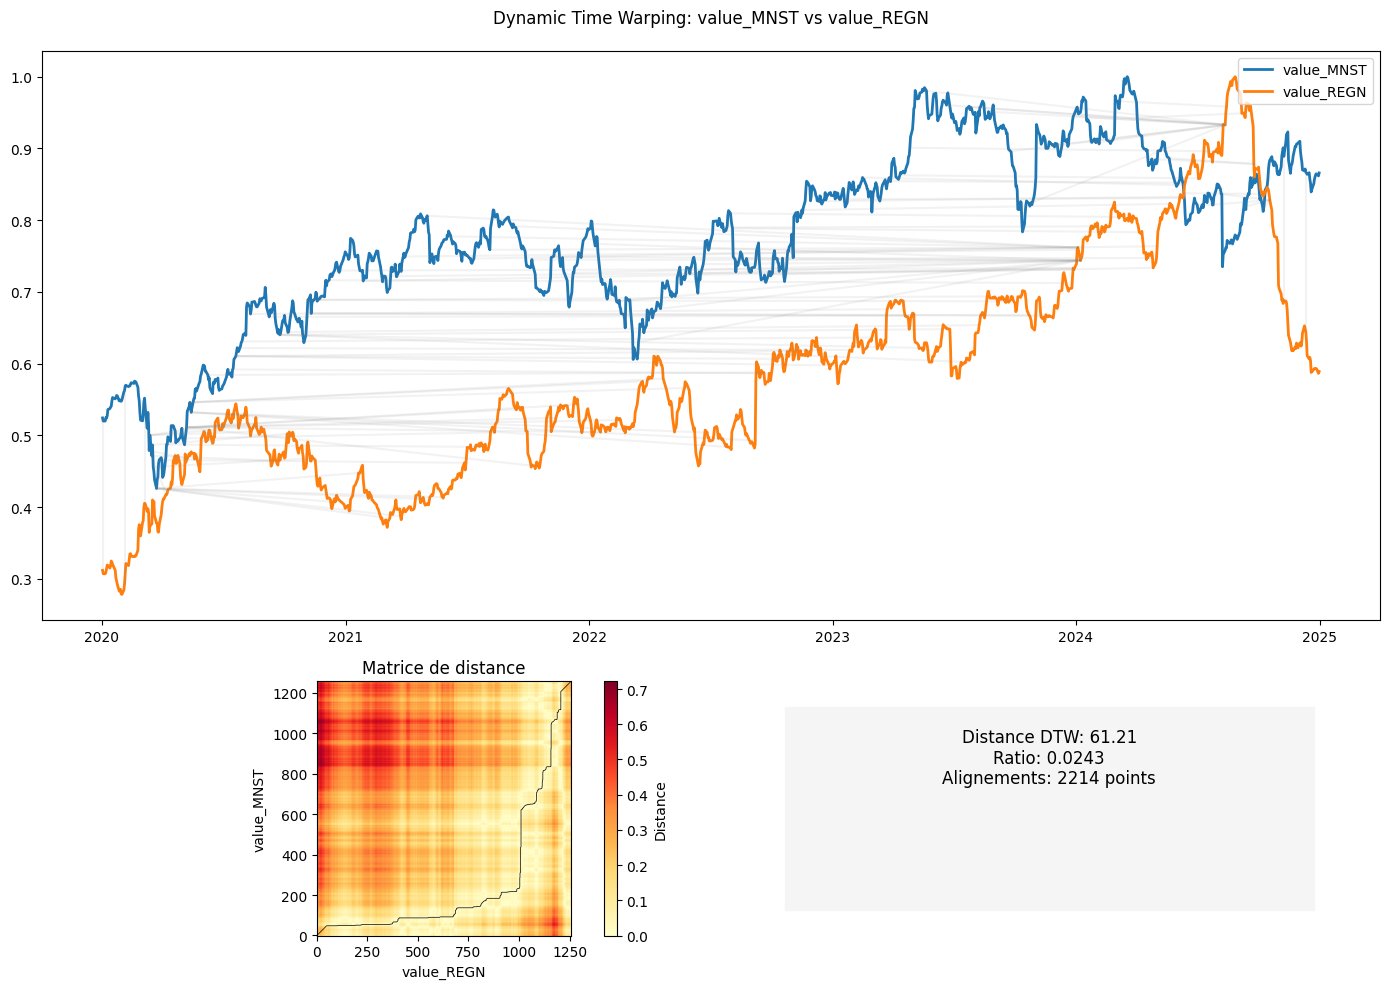 Dynamic Time Warping: value_MNST vs value_REGN
value_MNST
value_REGN
1.0
0.9
0.8
0.7
0.6
0.5
0.4
0.3
2020 2021 2022 2023 2024 2025
Matrice de distance
value_MNST
1200
1000
800
600
400
200
0
0 250 500 750 1000 1250
value_REGN
0.7
0.6
0.5
0.4
0.3
0.2
0.1
0.0
Distance
Distance DTW: 61.21
Ratio: 0.0243
Alignements: 2214 points